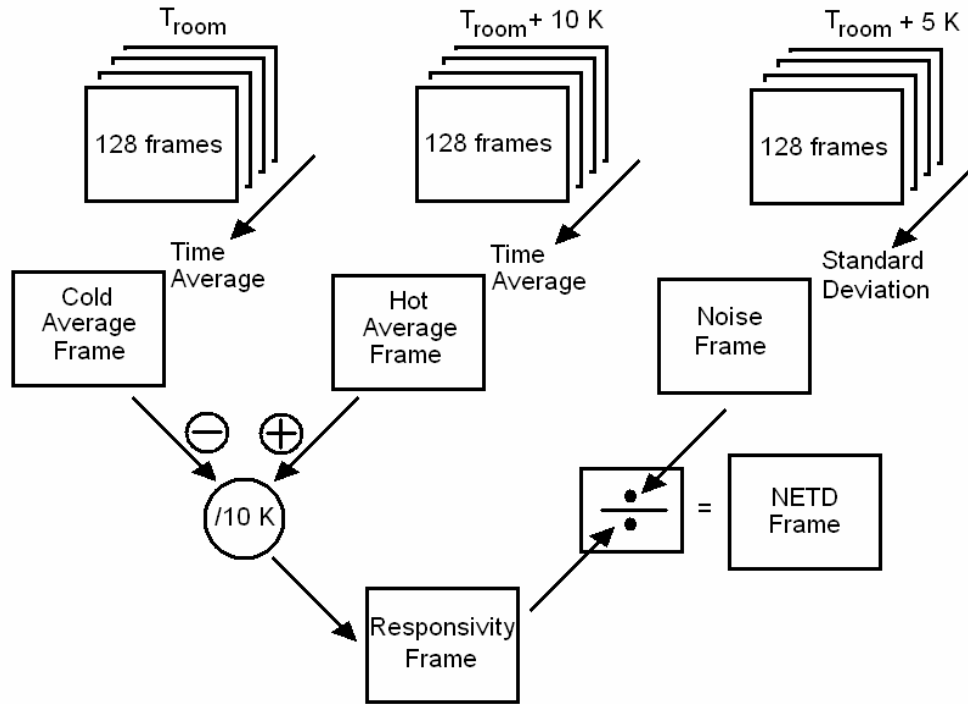 T_room
T_room + 10 K
T_room + 5 K
128 frames
128 frames
128 frames
Time
Average
Time
Average
Standard
Deviation
Cold
Average
Frame
Hot
Average
Frame
Noise
Frame
−
+
/10 K
÷
=
NETD
Frame
Responsivity
Frame